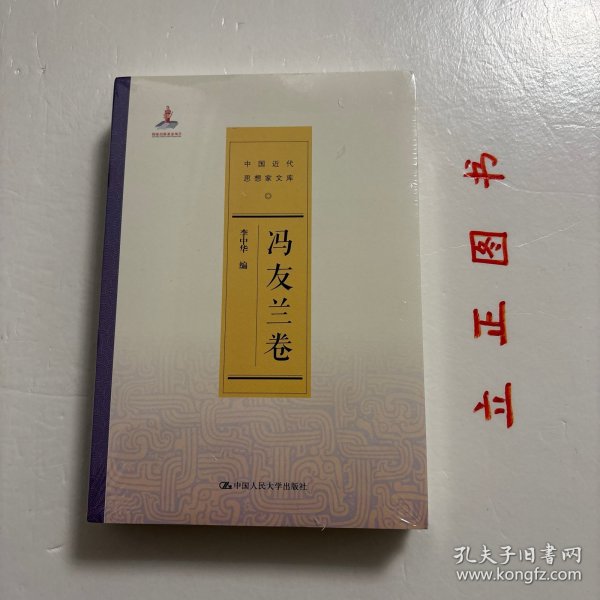 中国近代
思想家文库
李中华 编
冯友兰卷
中国人民大学出版社
立正图书
孔夫子旧书网
www.kongfz.com